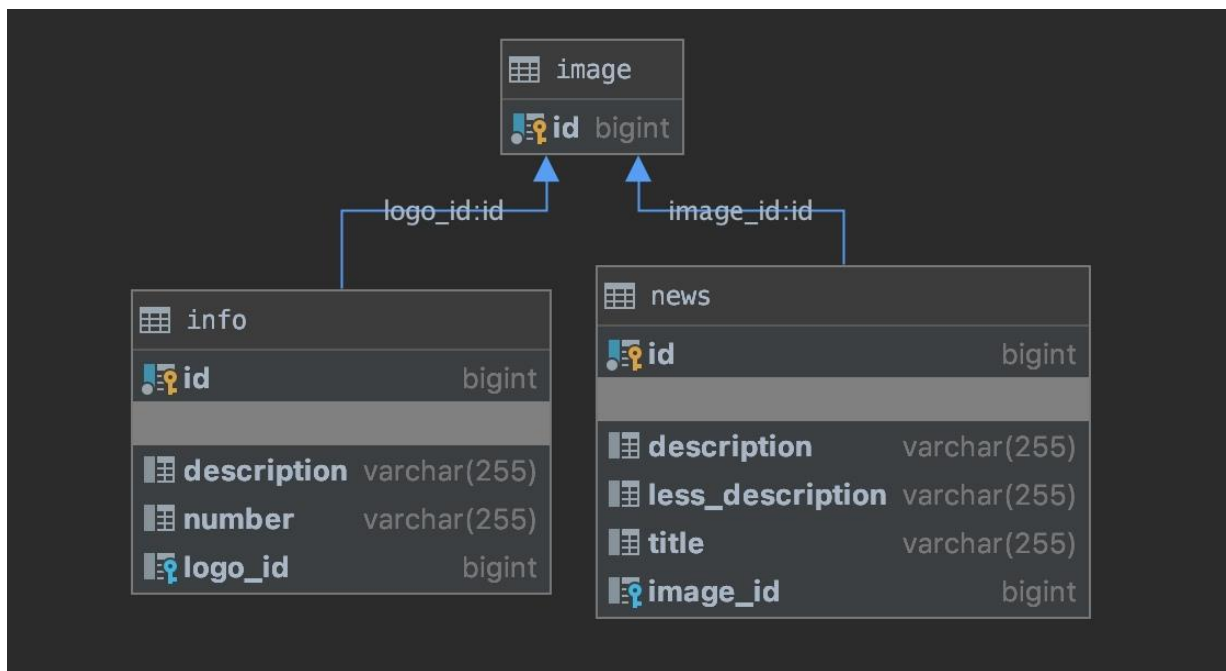 image
id bigint
logo_id:id
image_id:id
info
id bigint
description varchar(255)
number varchar(255)
logo_id bigint
news
id bigint
description varchar(255)
less_description varchar(255)
title varchar(255)
image_id bigint